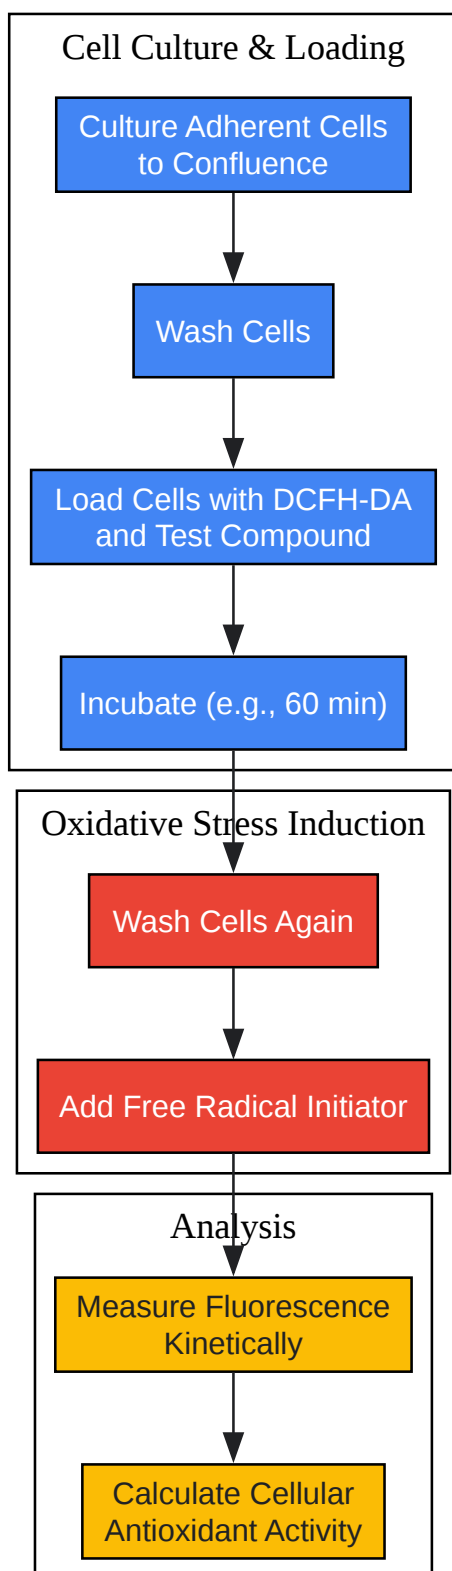 Cell Culture & Loading
Culture Adherent Cells
to Confluence
Wash Cells
Load Cells with DCFH-DA
and Test Compound
Incubate (e.g., 60 min)
Oxidative Stress Induction
Wash Cells Again
Add Free Radical Initiator
Analysis
Measure Fluorescence
Kinetically
Calculate Cellular
Antioxidant Activity